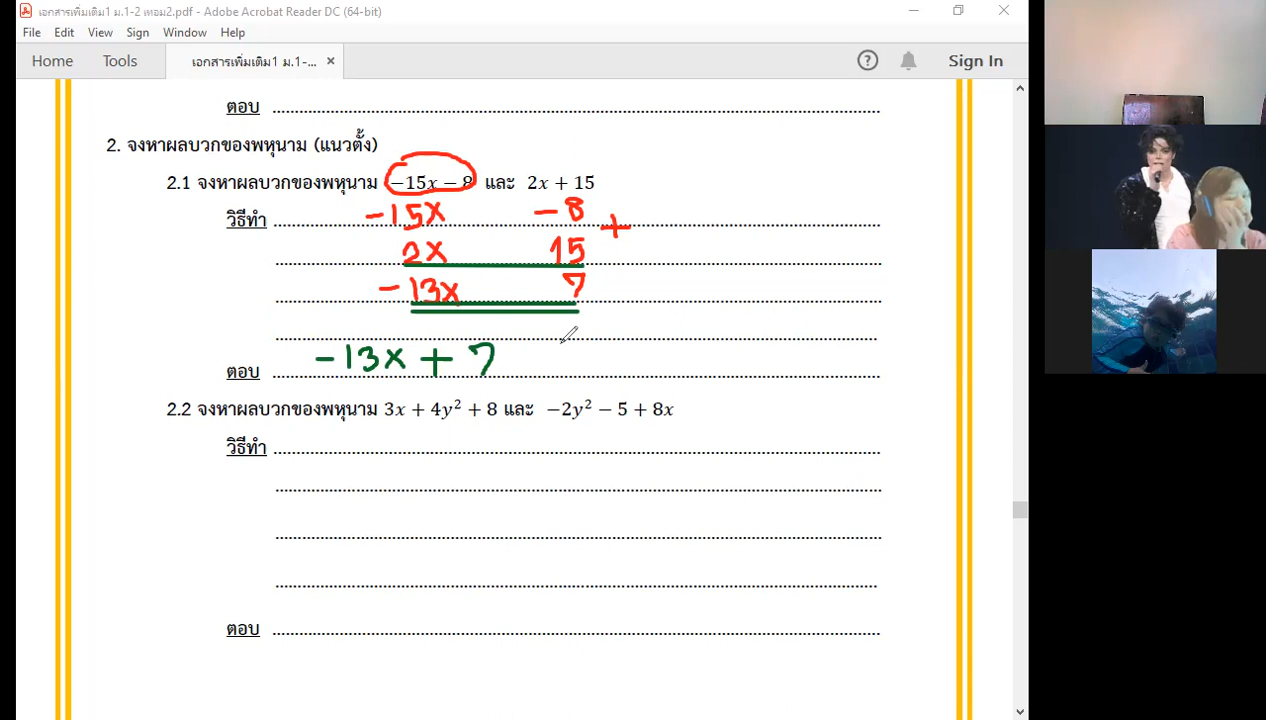 เอกสารเพิ่มเติม1 ม.1-2 เทอม2.pdf - Adobe Acrobat Reader DC (64-bit)
File Edit View Sign Window Help
Home Tools เอกสารเพิ่มเติม1 ม.1-... × ? Sign In
ตอบ
2. จงหาผลบวกของพหุนาม (แนวตั้ง)
2.1 จงหาผลบวกของพหุนาม −15x − 8 และ 2x + 15
วิธีทำ −15x −8 +
2x 15
−13x 7
ตอบ −13x + 7
2.2 จงหาผลบวกของพหุนาม 3x + 4y² + 8 และ −2y² − 5 + 8x
วิธีทำ
ตอบ